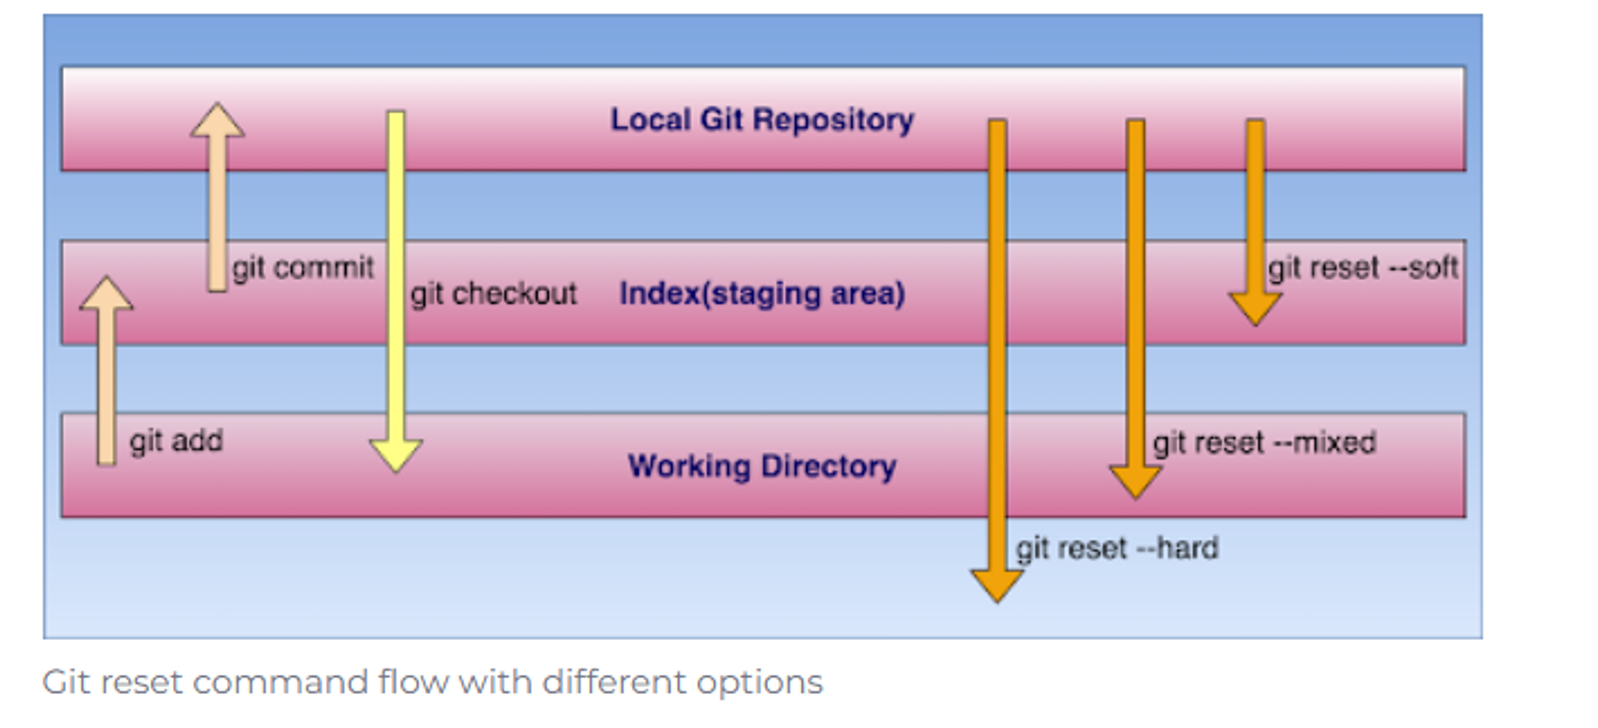 Local Git Repository
git commit
git checkout
Index(staging area)
git reset --soft
git add
Working Directory
git reset --mixed
git reset --hard
Git reset command flow with different options